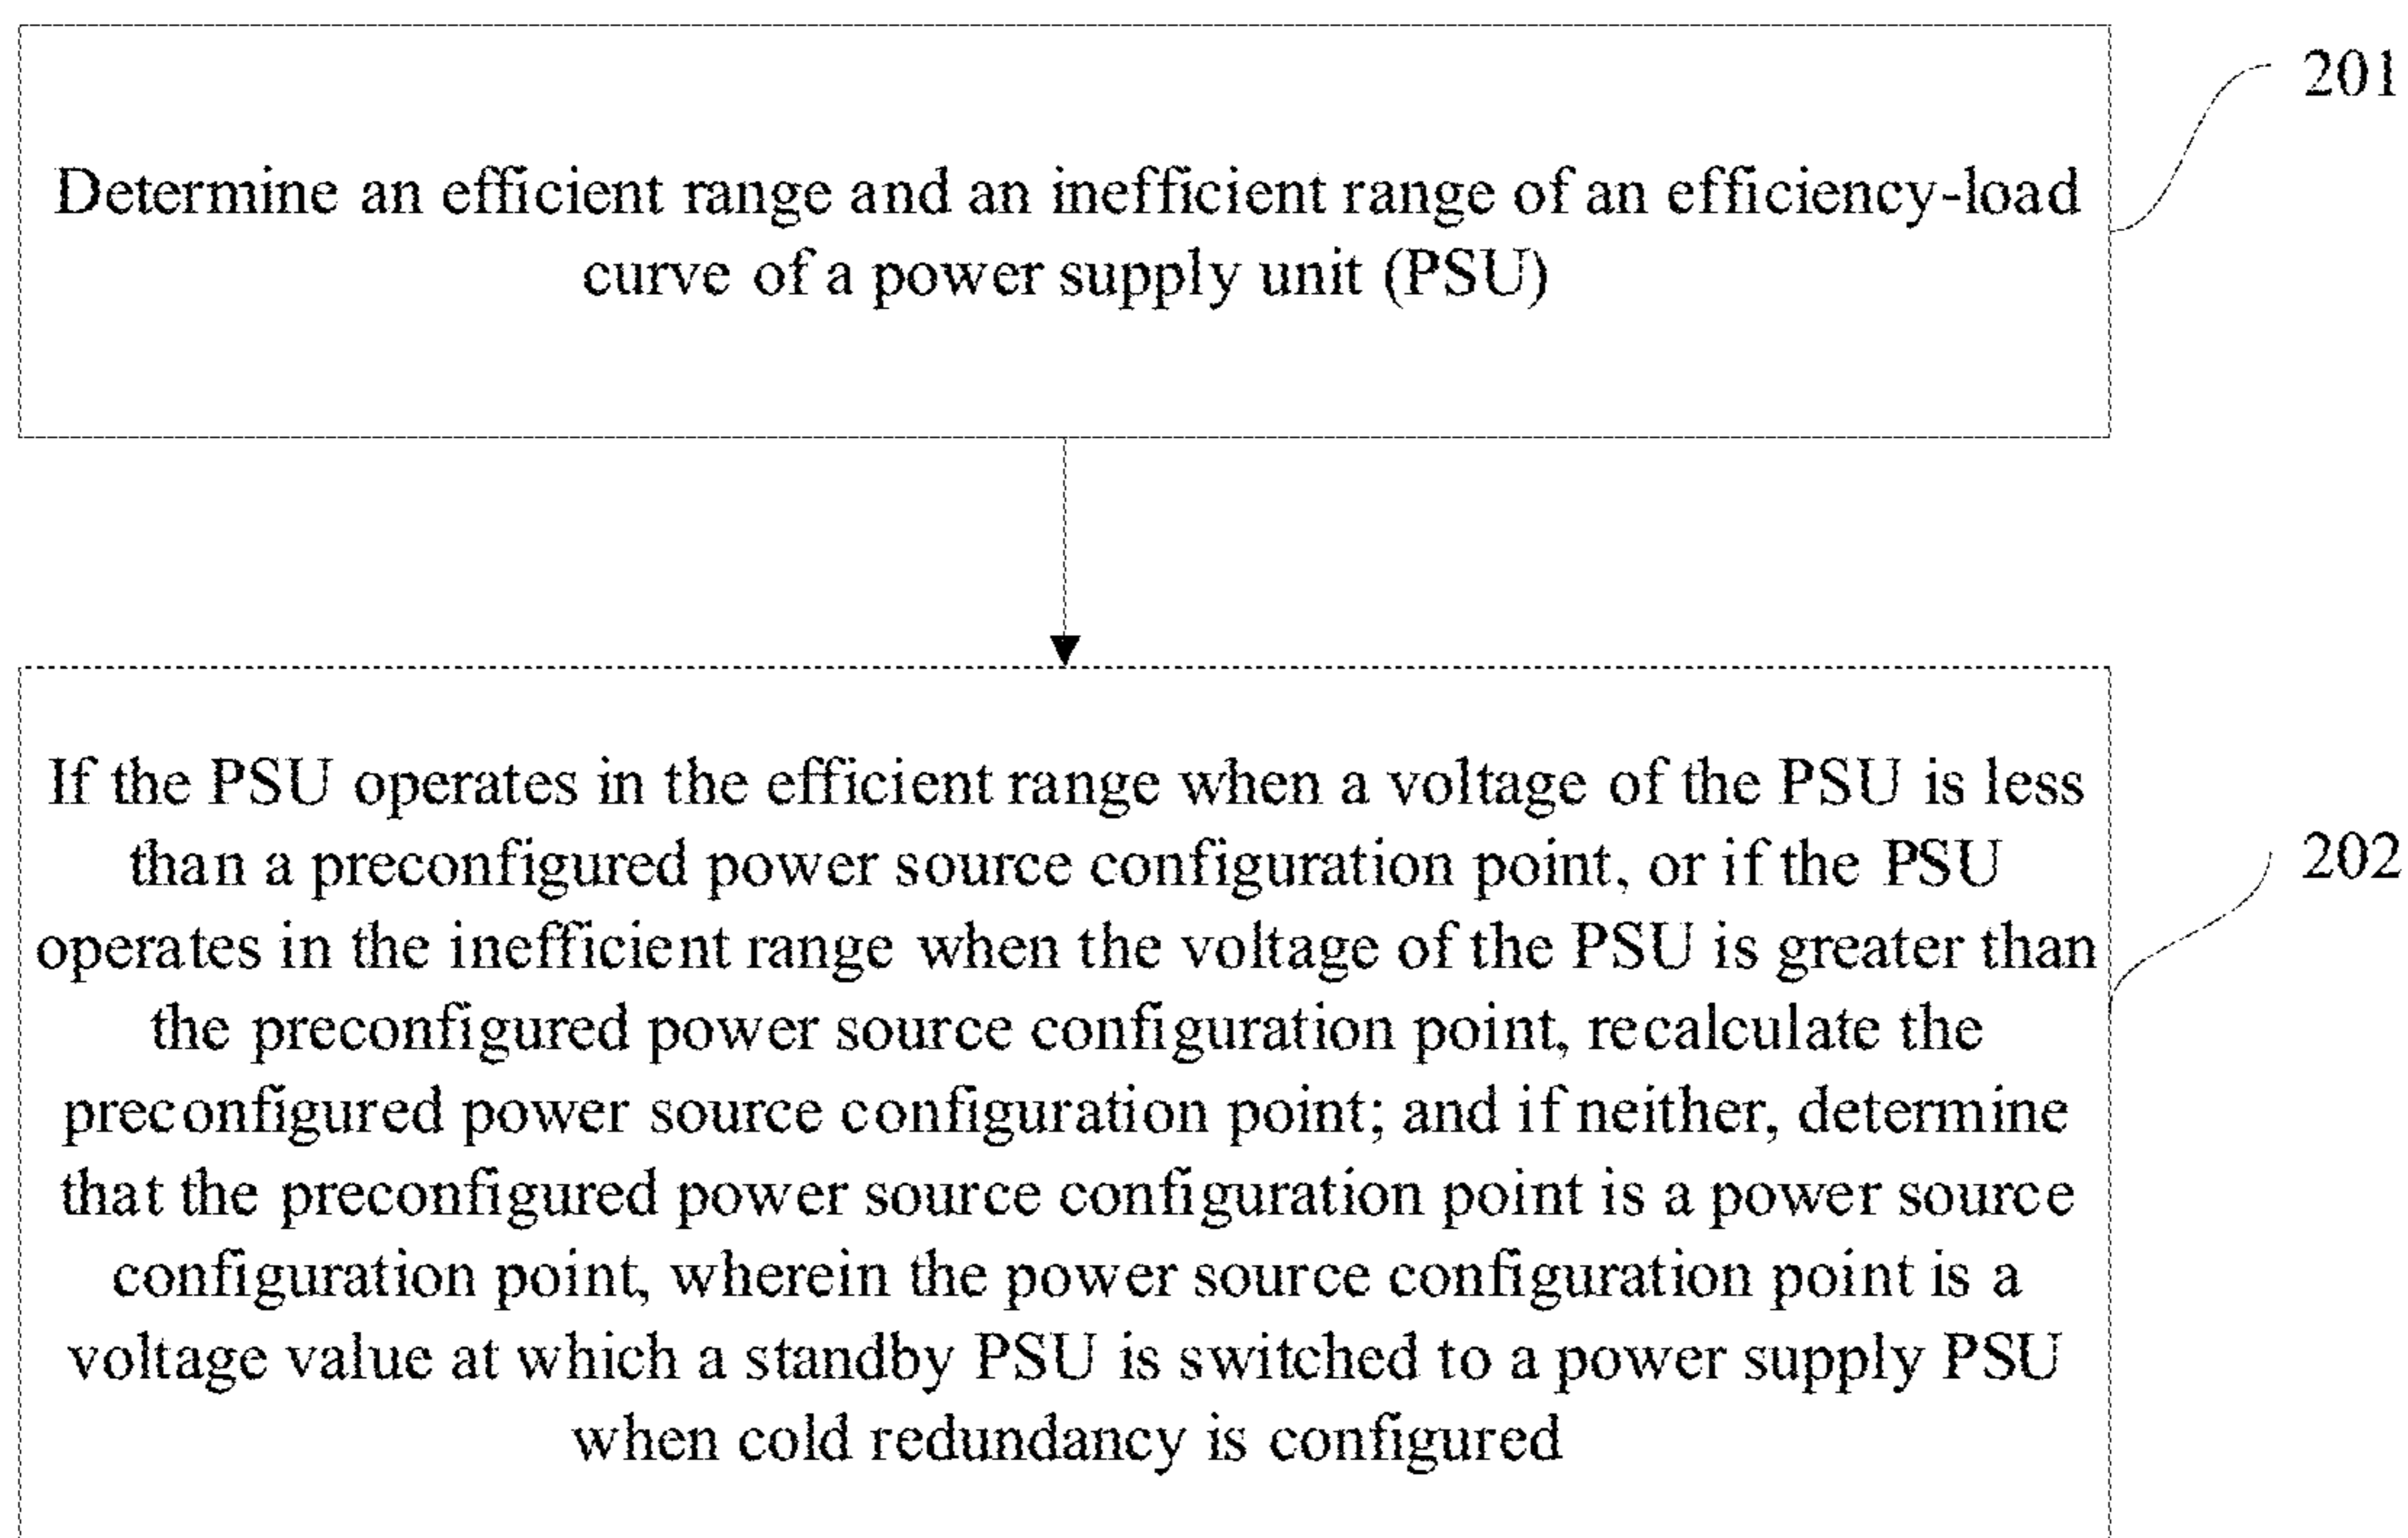 201
Determine an efficient range and an inefficient range of an efficiency-load
curve of a power supply unit (PSU)
If the PSU operates in the efficient range when a voltage of the PSU is less
than a preconfigured power source configuration point, or if the PSU
202
operates in the inefficient range when the voltage of the PSU is greater than
the preconfigured power source configuration point, recalculate the
preconfigured power source configuration point; and if neither, determine
that the preconfigured power source configuration point is a power source
configuration point, wherein the power source configuration point is a
voltage value at which a standby PSU is switched to a power supply PSU
when cold redundancy is configured